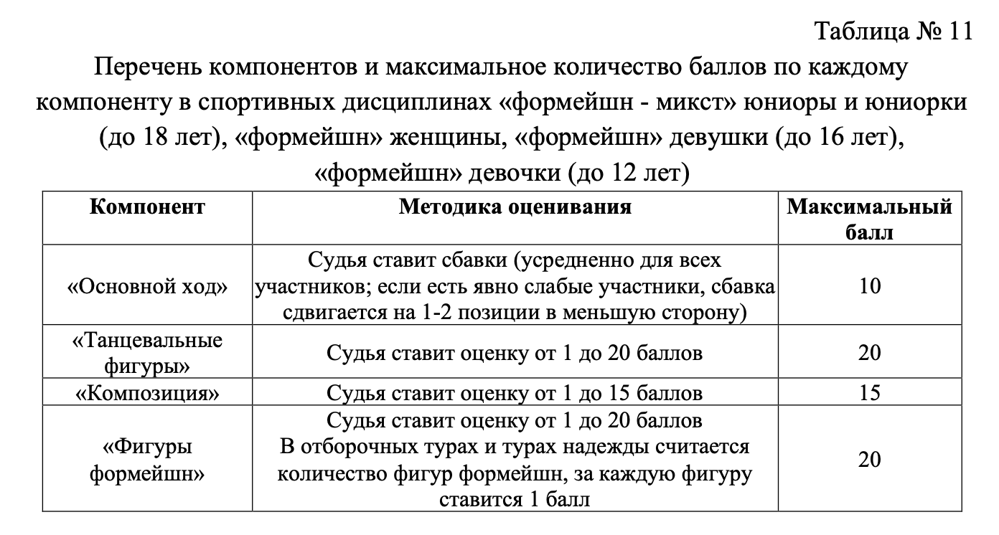 Таблица № 11
Перечень компонентов и максимальное количество баллов по каждому
компоненту в спортивных дисциплинах «формейшн - микст» юниоры и юниорки
(до 18 лет), «формейшн» женщины, «формейшн» девушки (до 16 лет),
«формейшн» девочки (до 12 лет)
Компонент
Методика оценивания
Максимальный
балл
«Основной ход»
Судья ставит сбавки (усредненно для всех
участников; если есть явно слабые участники, сбавка
сдвигается на 1-2 позиции в меньшую сторону)
10
«Танцевальные
фигуры»
Судья ставит оценку от 1 до 20 баллов
20
«Композиция»
Судья ставит оценку от 1 до 15 баллов
15
«Фигуры
формейшн»
Судья ставит оценку от 1 до 20 баллов
В отборочных турах и турах надежды считается
количество фигур формейшн, за каждую фигуру
ставится 1 балл
20